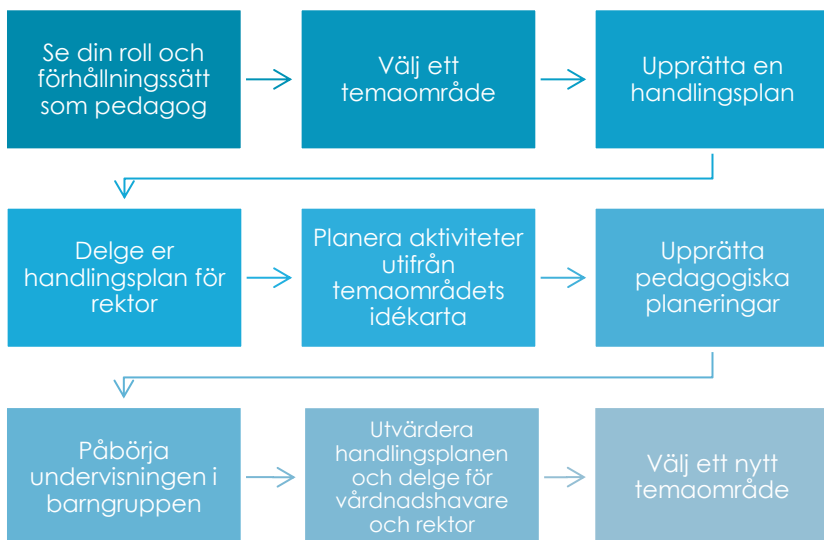 Se din roll och
förhållningssätt
som pedagog
Välj ett
temaområde
Upprätta en
handlingsplan
Delge er
handlingsplan för
rektor
Planera aktiviteter
utifrån
temaområdets
idékarta
Upprätta
pedagogiska
planeringar
Påbörja
undervisningen i
barngruppen
Utvärdera
handlingsplanen
och delge för
vårdnadshavare
och rektor
Välj ett nytt
temaområde